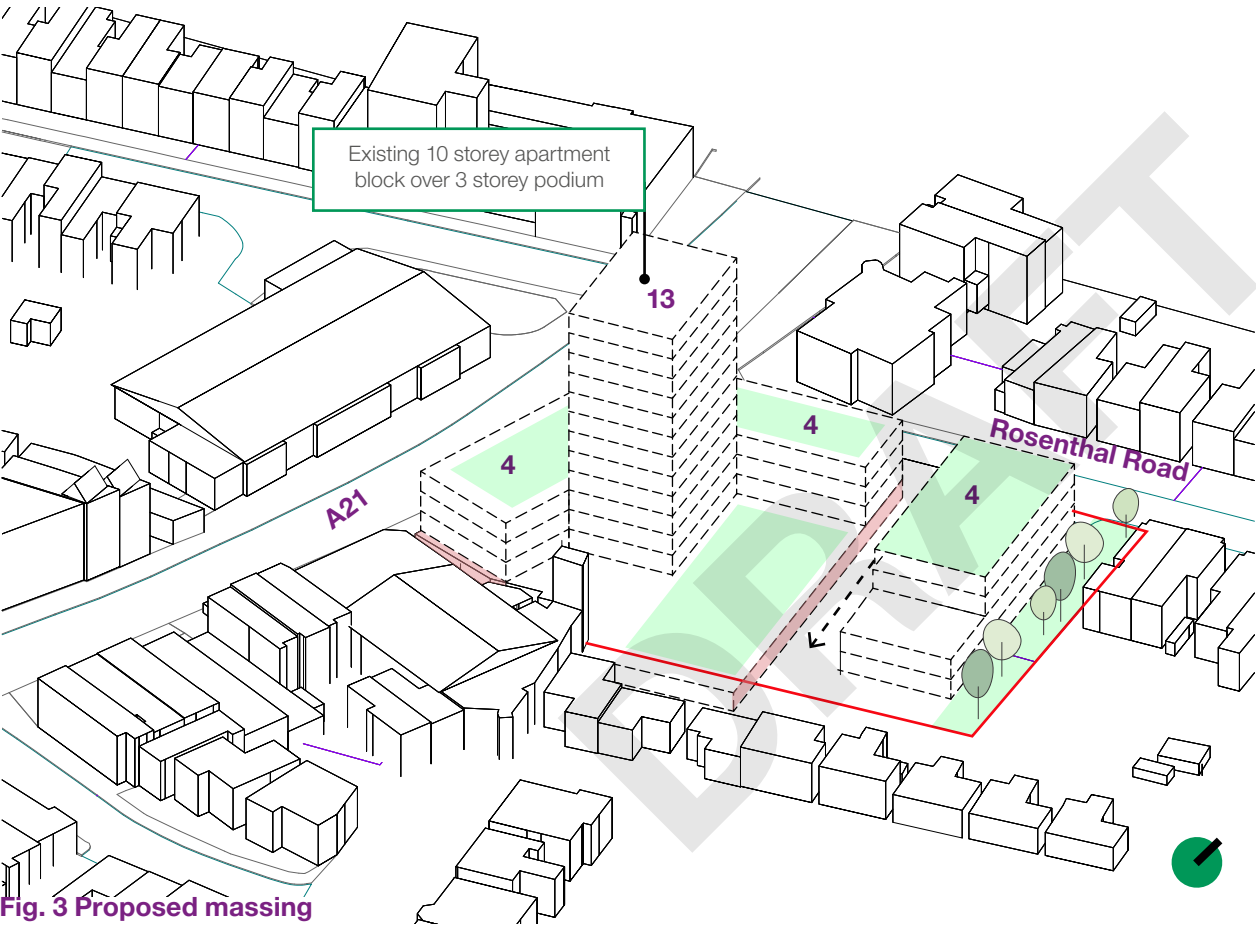 Existing 10 storey apartment
block over 3 storey podium
13
4
4
4
Rosenthal Road
A21
DRAFT
Fig. 3 Proposed massing